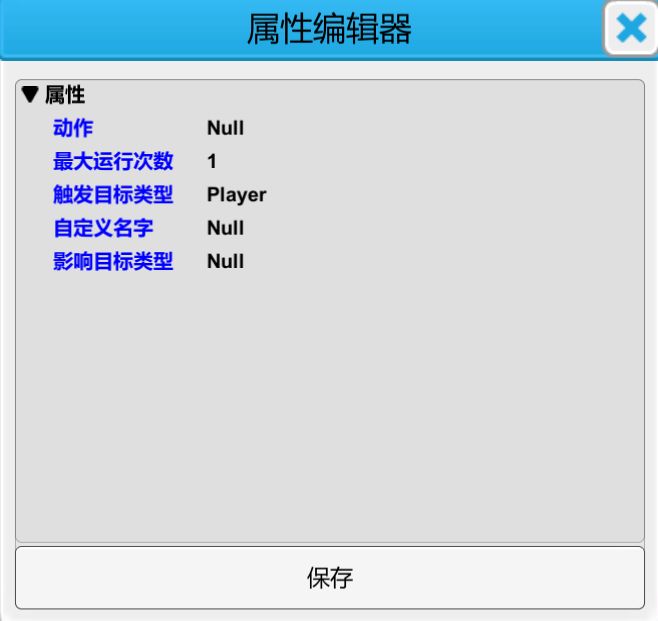 属性编辑器
▼ 属性
动作 Null
最大运行次数 1
触发目标类型 Player
自定义名字 Null
影响目标类型 Null
保存